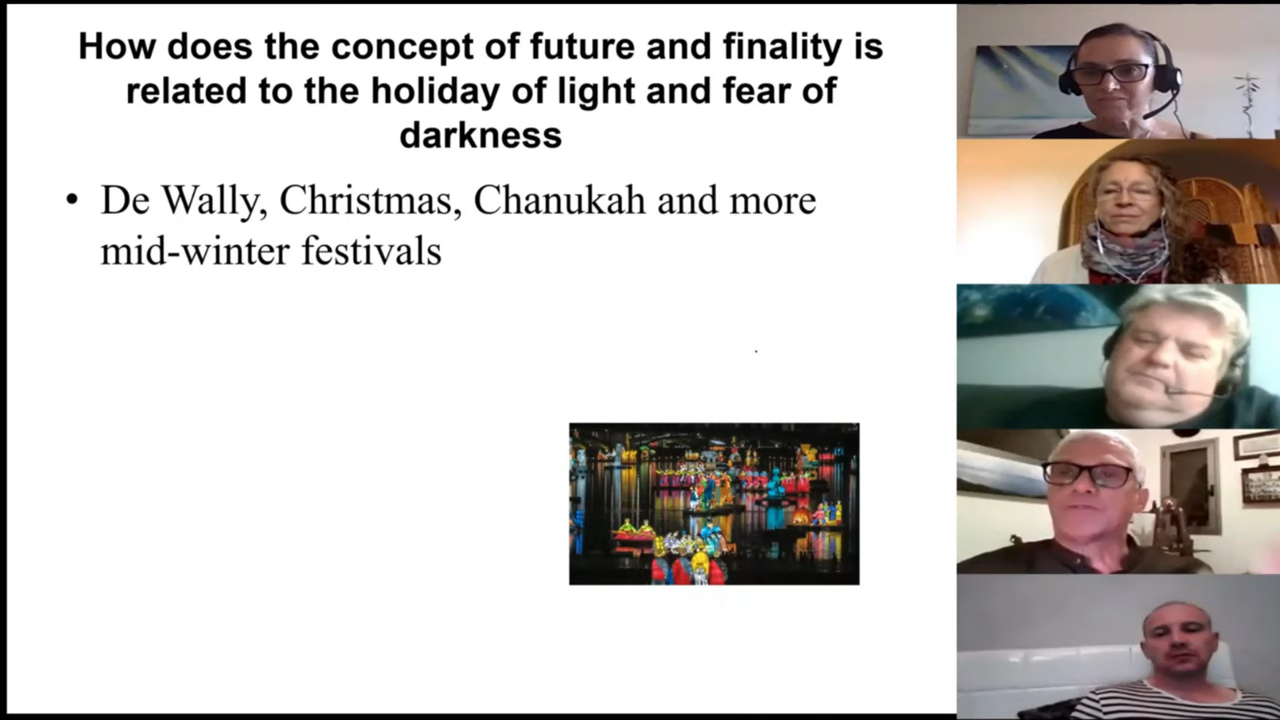 How does the concept of future and finality is
related to the holiday of light and fear of
darkness
• De Wally, Christmas, Chanukah and more
mid-winter festivals